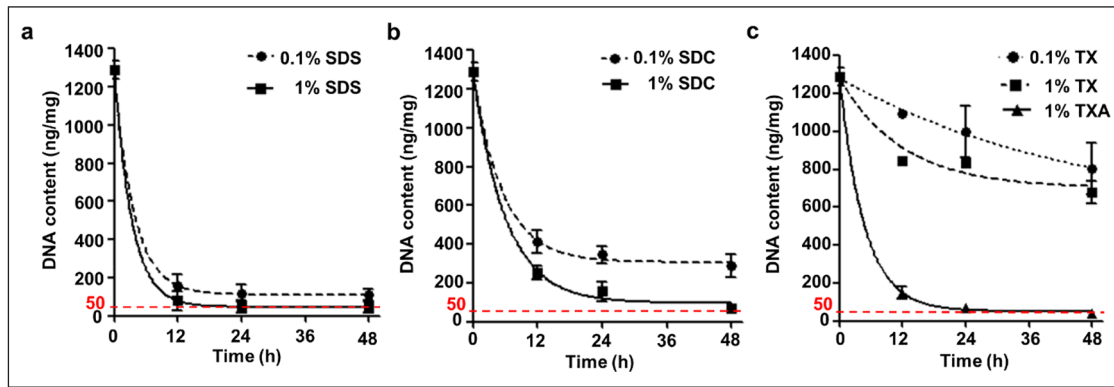 a
0.1% SDS
1% SDS
DNA content (ng/mg)
1400
1200
1000
800
600
400
200
50
0
0
12
24
36
48
Time (h)
b
0.1% SDC
1% SDC
DNA content (ng/mg)
1400
1200
1000
800
600
400
200
50
0
0
12
24
36
48
Time (h)
c
0.1% TX
1% TX
1% TXA
DNA content (ng/mg)
1400
1200
1000
800
600
400
200
50
0
0
12
24
36
48
Time (h)